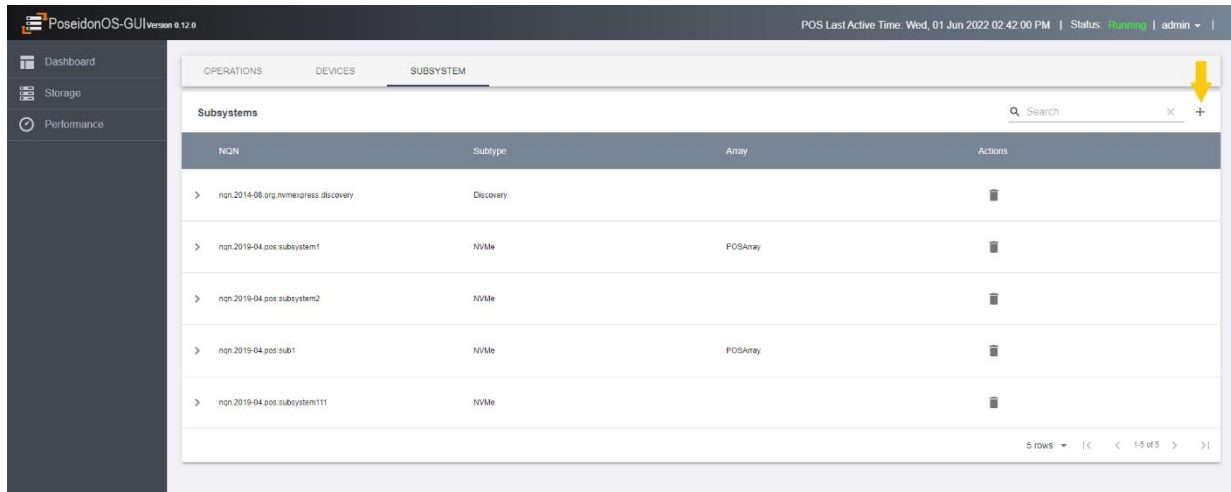 PoseidonOS-GUI Version 0.12.0
POS Last Active Time: Wed, 01 Jun 2022 02:42:00 PM | Status: Running | admin |
Dashboard
Storage
Performance
OPERATIONS DEVICES SUBSYSTEM
Subsystems Search
NQN Subtype Array Actions
nqn.2014-08.org.nvmexpress.discovery Discovery
nqn.2019-04.pos:subsystem1 NVMe POSArray
nqn.2019-04.pos:subsystem2 NVMe
nqn.2019-04.pos:sub1 NVMe POSArray
nqn.2019-04.pos:subsystem111 NVMe
5 rows 1-5 of 5